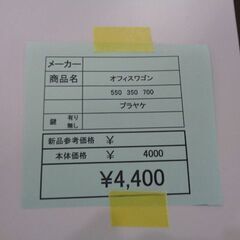 メーカー
商品名 オフィスワゴン
550 350 700
プラヤケ
鍵 有り
無し
新品参考価格 ¥
本体価格 ¥ 4000
¥4,400